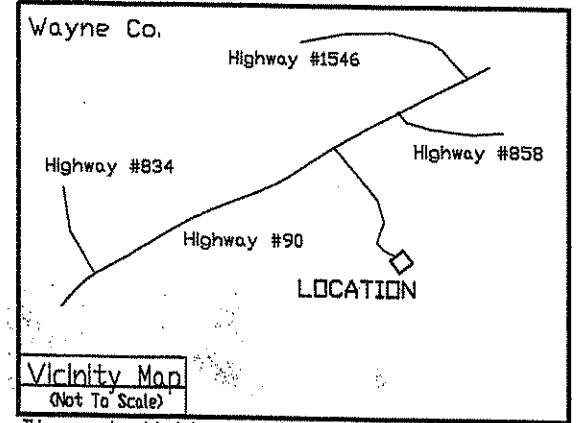 Wayne Co.
Highway #1546
Highway #858
Highway #834
Highway #90
LOCATION
Vicinity Map
(Not To Scale)